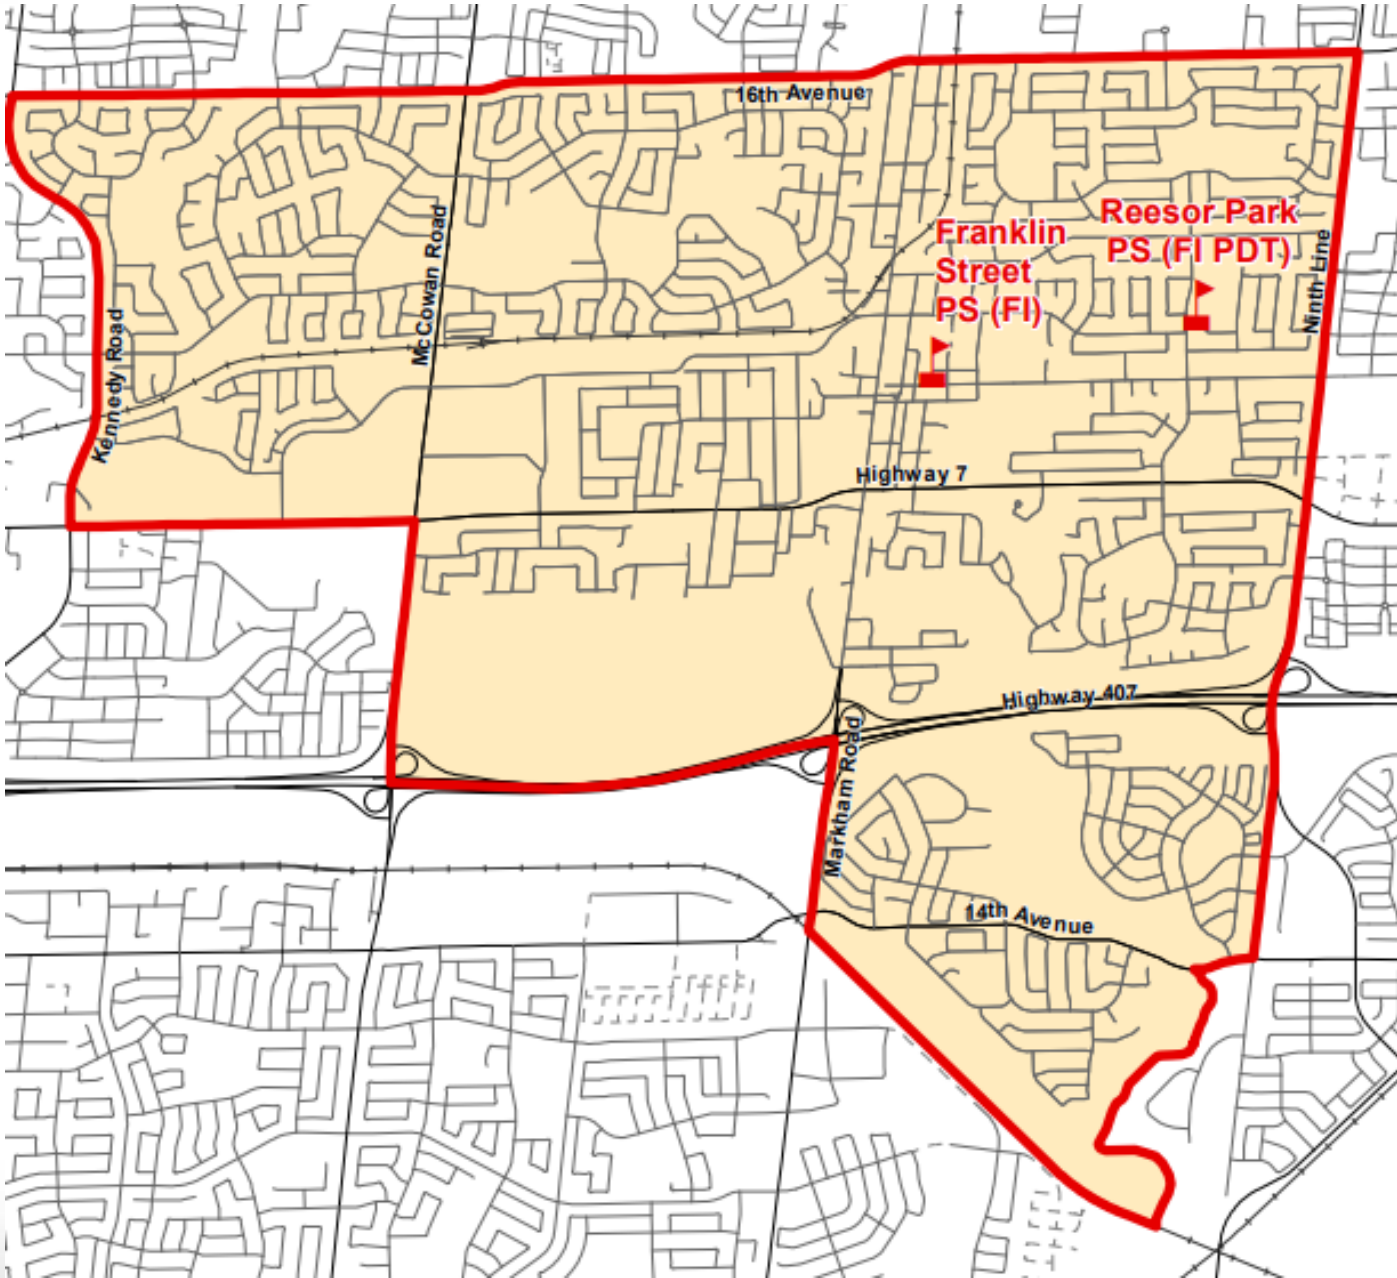 16th Avenue
Reesor Park
PS (FI PDT)
Franklin
Street
PS (FI)
McCowan Road
Ninth Line
Kennedy Road
Highway 7
Highway 407
Markham Road
14th Avenue